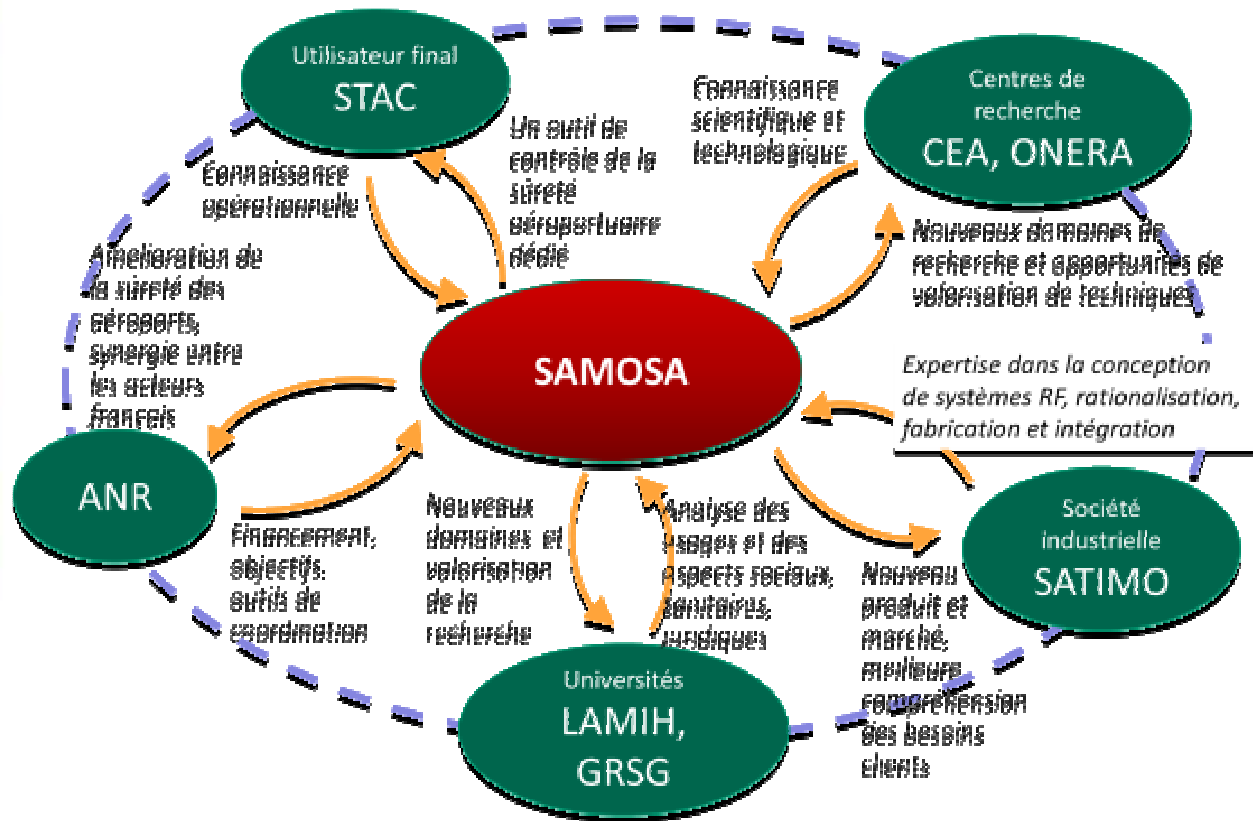 Utilisateur final
STAC
Centres de
recherche
CEA, ONERA
Connaissance
scientifique et
technologique
Un outil de
contrôle de la
sûreté
aéroportuaire
dédié
Connaissance
opérationnelle
Nouveaux domaines de
recherche et opportunités de
valorisation de techniques
Amélioration de
la sûreté des
aéroports,
synergie entre
les acteurs
français
SAMOSA
Expertise dans la conception
de systèmes RF, rationalisation,
fabrication et intégration
ANR
Financement,
objectifs,
outils de
coordination
Nouveaux
domaines et
valorisation
de la
recherche
Analyse des
usages et des
aspects sociaux,
sanitaires,
juridiques
Société
industrielle
SATIMO
Nouveau
produit et
marché,
meilleure
compréhension
des besoins
clients
Universités
LAMIH,
GRSG